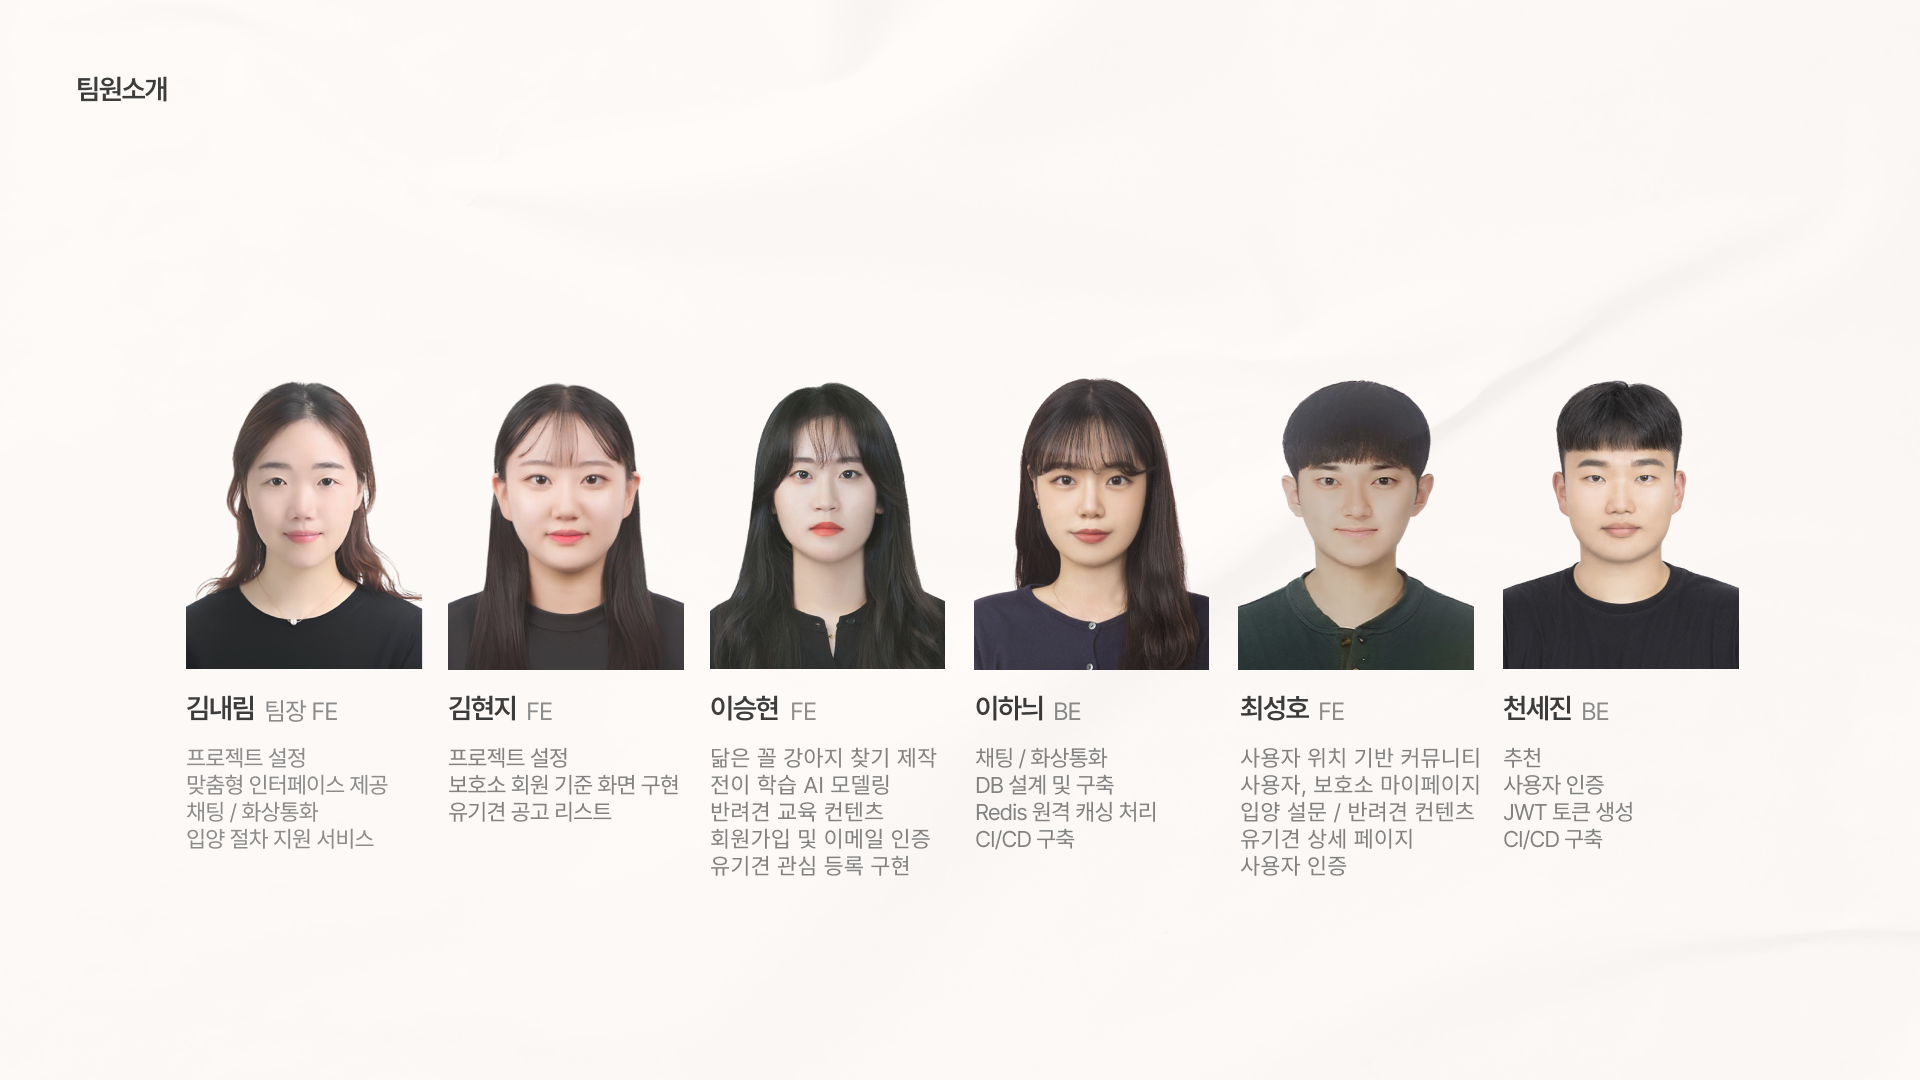 팀원소개
김내림 팀장 FE
프로젝트 설정
맞춤형 인터페이스 제공
채팅 / 화상통화
입양 절차 지원 서비스
김현지 FE
프로젝트 설정
보호소 회원 기준 화면 구현
유기견 공고 리스트
이승현 FE
닮은 꼴 강아지 찾기 제작
전이 학습 AI 모델링
반려견 교육 컨텐츠
회원가입 및 이메일 인증
유기견 관심 등록 구현
이하늬 BE
채팅 / 화상통화
DB 설계 및 구축
Redis 원격 캐싱 처리
CI/CD 구축
최성호 FE
사용자 위치 기반 커뮤니티
사용자, 보호소 마이페이지
입양 설문 / 반려견 컨텐츠
유기견 상세 페이지
사용자 인증
천세진 BE
추천
사용자 인증
JWT 토큰 생성
CI/CD 구축